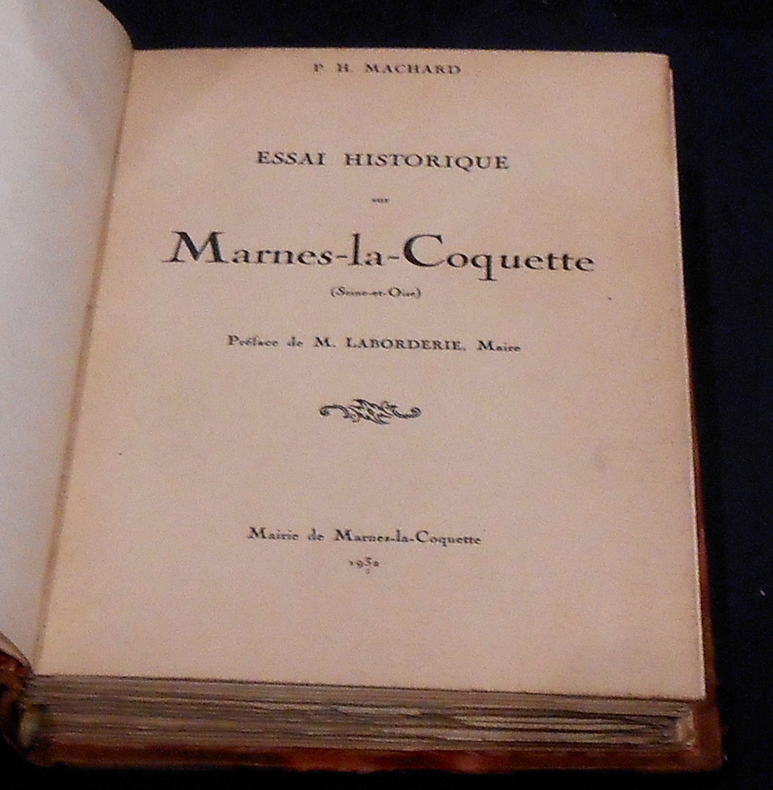 P. H. MACHARD
ESSAI HISTORIQUE
sur
Marnes-la-Coquette
(Seine-et-Oise)
Préface de M. LABORDERIE, Maire
Mairie de Marnes-la-Coquette